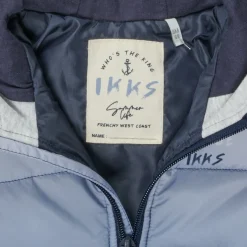 WHO'S THE KING
IKKS
Summer
life
FRENCHY WEST COAST
NAME
IKKS